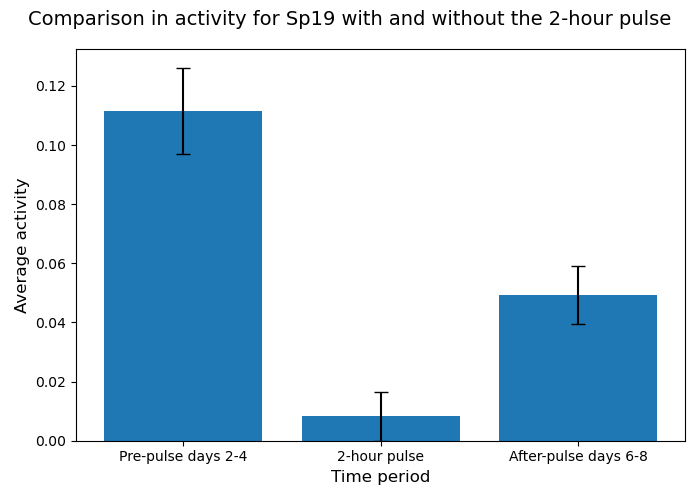 Comparison in activity for Sp19 with and without the 2-hour pulse
0.12
0.10
0.08
0.06
0.04
0.02
0.00
Average activity
Pre-pulse days 2-4 2-hour pulse After-pulse days 6-8
Time period